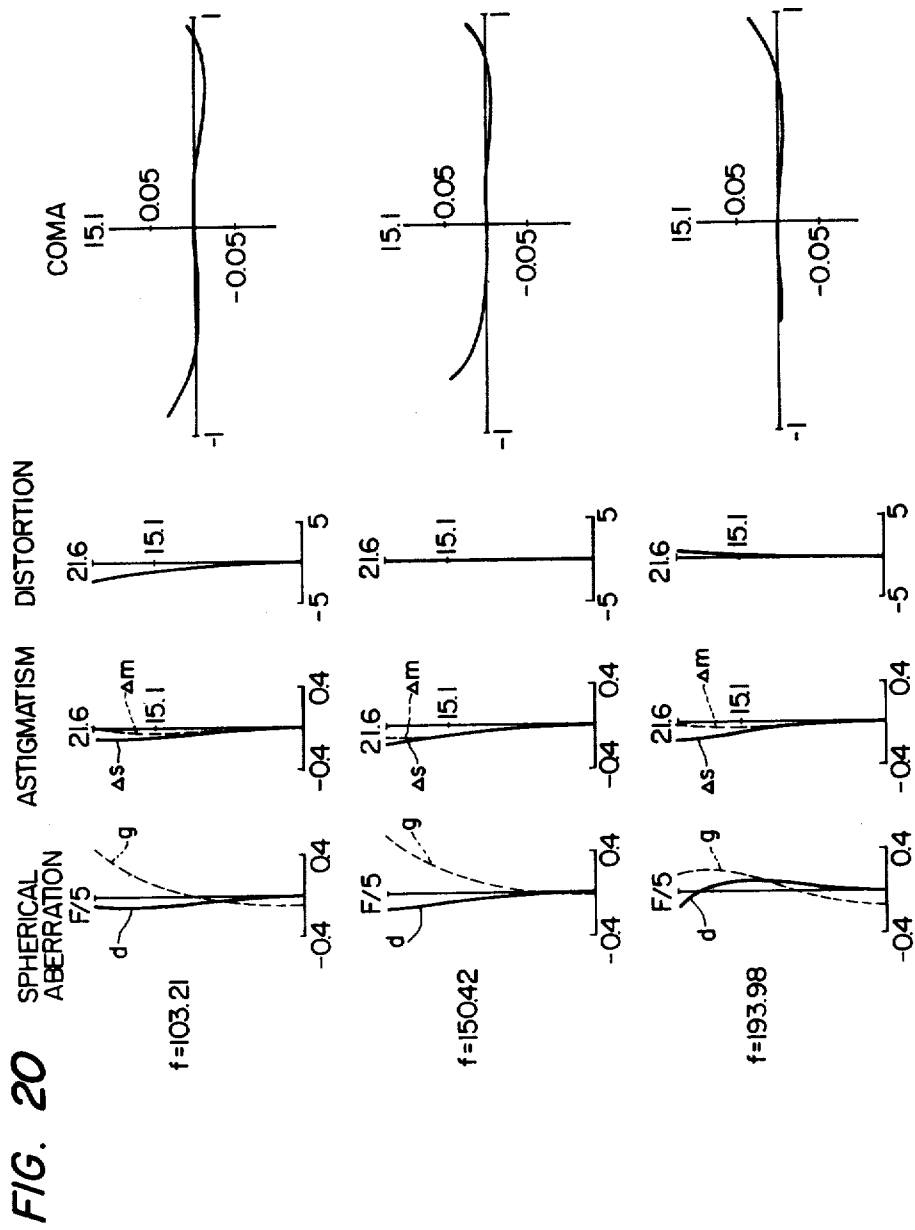 FIG. 20
SPHERICAL
ABERRATION
ASTIGMATISM
DISTORTION
COMA
f=103.21
F/5
d
g
-0.4
0.4
21.6
Δs
Δm
15.1
-0.4
0.4
21.6
15.1
-5
5
15.1
0.05
-0.05
-1
1
f=150.42
F/5
d
g
-0.4
0.4
21.6
Δs
Δm
15.1
-0.4
0.4
21.6
15.1
-5
5
15.1
0.05
-0.05
-1
1
f=193.98
F/5
d
g
-0.4
0.4
21.6
Δs
Δm
15.1
-0.4
0.4
21.6
15.1
-5
5
15.1
0.05
-0.05
-1
1